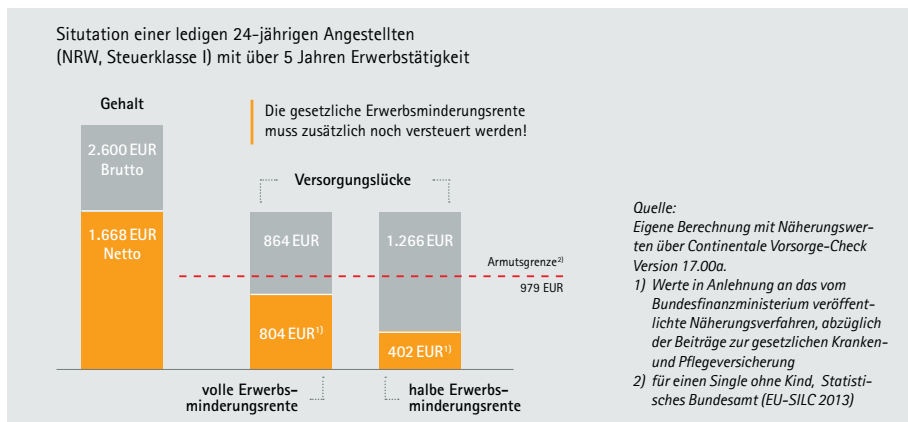 Situtation einer ledigen 24-jährigen Angestellten
(NRW, Steuerklasse I) mit über 5 Jahren Erwerbstätigkeit
Gehalt
Die gesetzliche Erwerbsminderungsrente
muss zusätzlich noch versteuert werden!
2.600 EUR
Brutto
1.668 EUR
Netto
Versorgungslücke
864 EUR
1.266 EUR
Armutsgrenze2)
979 EUR
804 EUR1)
402 EUR1)
volle Erwerbs-
minderungsrente
halbe Erwerbs-
minderungsrente
Quelle:
Eigene Berechnung mit Näherungswer-
ten über Continentale Vorsorge-Check
Version 17.00a.
1) Werte in Anlehnung an das vom
Bundesfinanzministerium veröffent-
lichte Näherungsverfahren, abzüglich
der Beiträge zur gesetzlichen Kranken-
und Pflegeversicherung
2) für einen Single ohne Kind, Statisti-
sches Bundesamt (EU-SILC 2013)